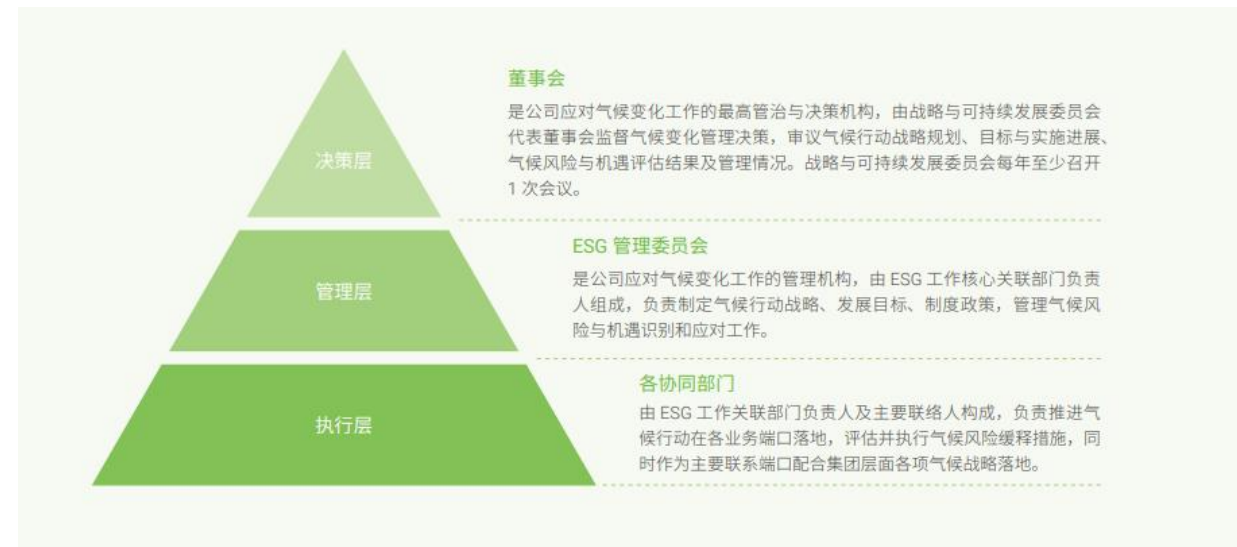 董事会
是公司应对气候变化工作的最高管治与决策机构，由战略与可持续发展委员会
代表董事会监督气候变化管理决策，审议气候行动战略规划、目标与实施进展、
气候风险与机遇评估结果及管理情况。战略与可持续发展委员会每年至少召开
1 次会议。
决策层
ESG 管理委员会
是公司应对气候变化工作的管理机构，由 ESG 工作核心关联部门负责
人组成，负责制定气候行动战略、发展目标、制度政策，管理气候风
险与机遇识别和应对工作。
管理层
各协同部门
由 ESG 工作关联部门负责人及主要联络人构成，负责推进气
候行动在各业务端口落地，评估并执行气候风险缓释措施，同
时作为主要联系端口配合集团层面各项气候战略落地。
执行层